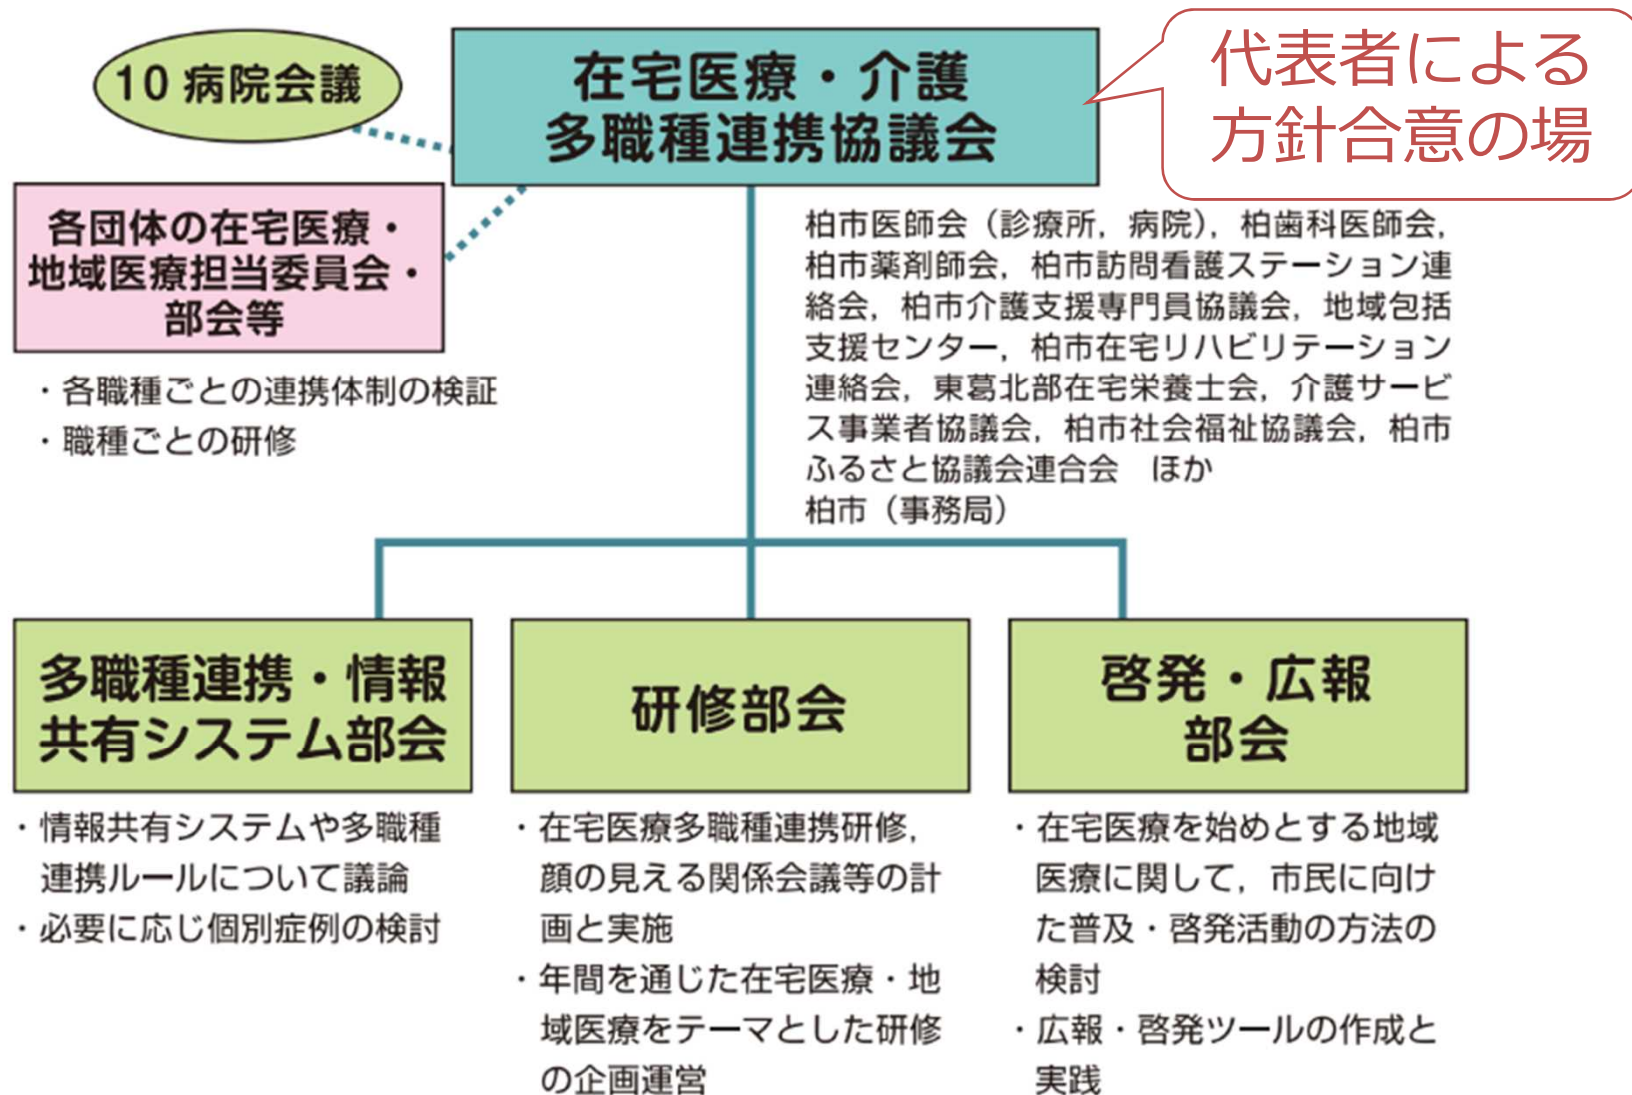 10 病院会議
在宅医療・介護
多職種連携協議会
代表者による
方針合意の場
各団体の在宅医療・
地域医療担当委員会・
部会等
・各職種ごとの連携体制の検証
・職種ごとの研修
柏市医師会（診療所，病院），柏歯科医師会，
柏市薬剤師会，柏市訪問看護ステーション連
絡会，柏市介護支援専門員協議会，地域包括
支援センター，柏市在宅リハビリテーション
連絡会，東葛北部在宅栄養士会，介護サービ
ス事業者協議会，柏市社会福祉協議会，柏市
ふるさと協議会連合会　ほか
柏市（事務局）
多職種連携・情報
共有システム部会
・情報共有システムや多職種
連携ルールについて議論
・必要に応じ個別症例の検討
研修部会
・在宅医療多職種連携研修，
顔の見える関係会議等の計
画と実施
・年間を通じた在宅医療・地
域医療をテーマとした研修
の企画運営
啓発・広報
部会
・在宅医療を始めとする地域
医療に関して，市民に向け
た普及・啓発活動の方法の
検討
・広報・啓発ツールの作成と
実践